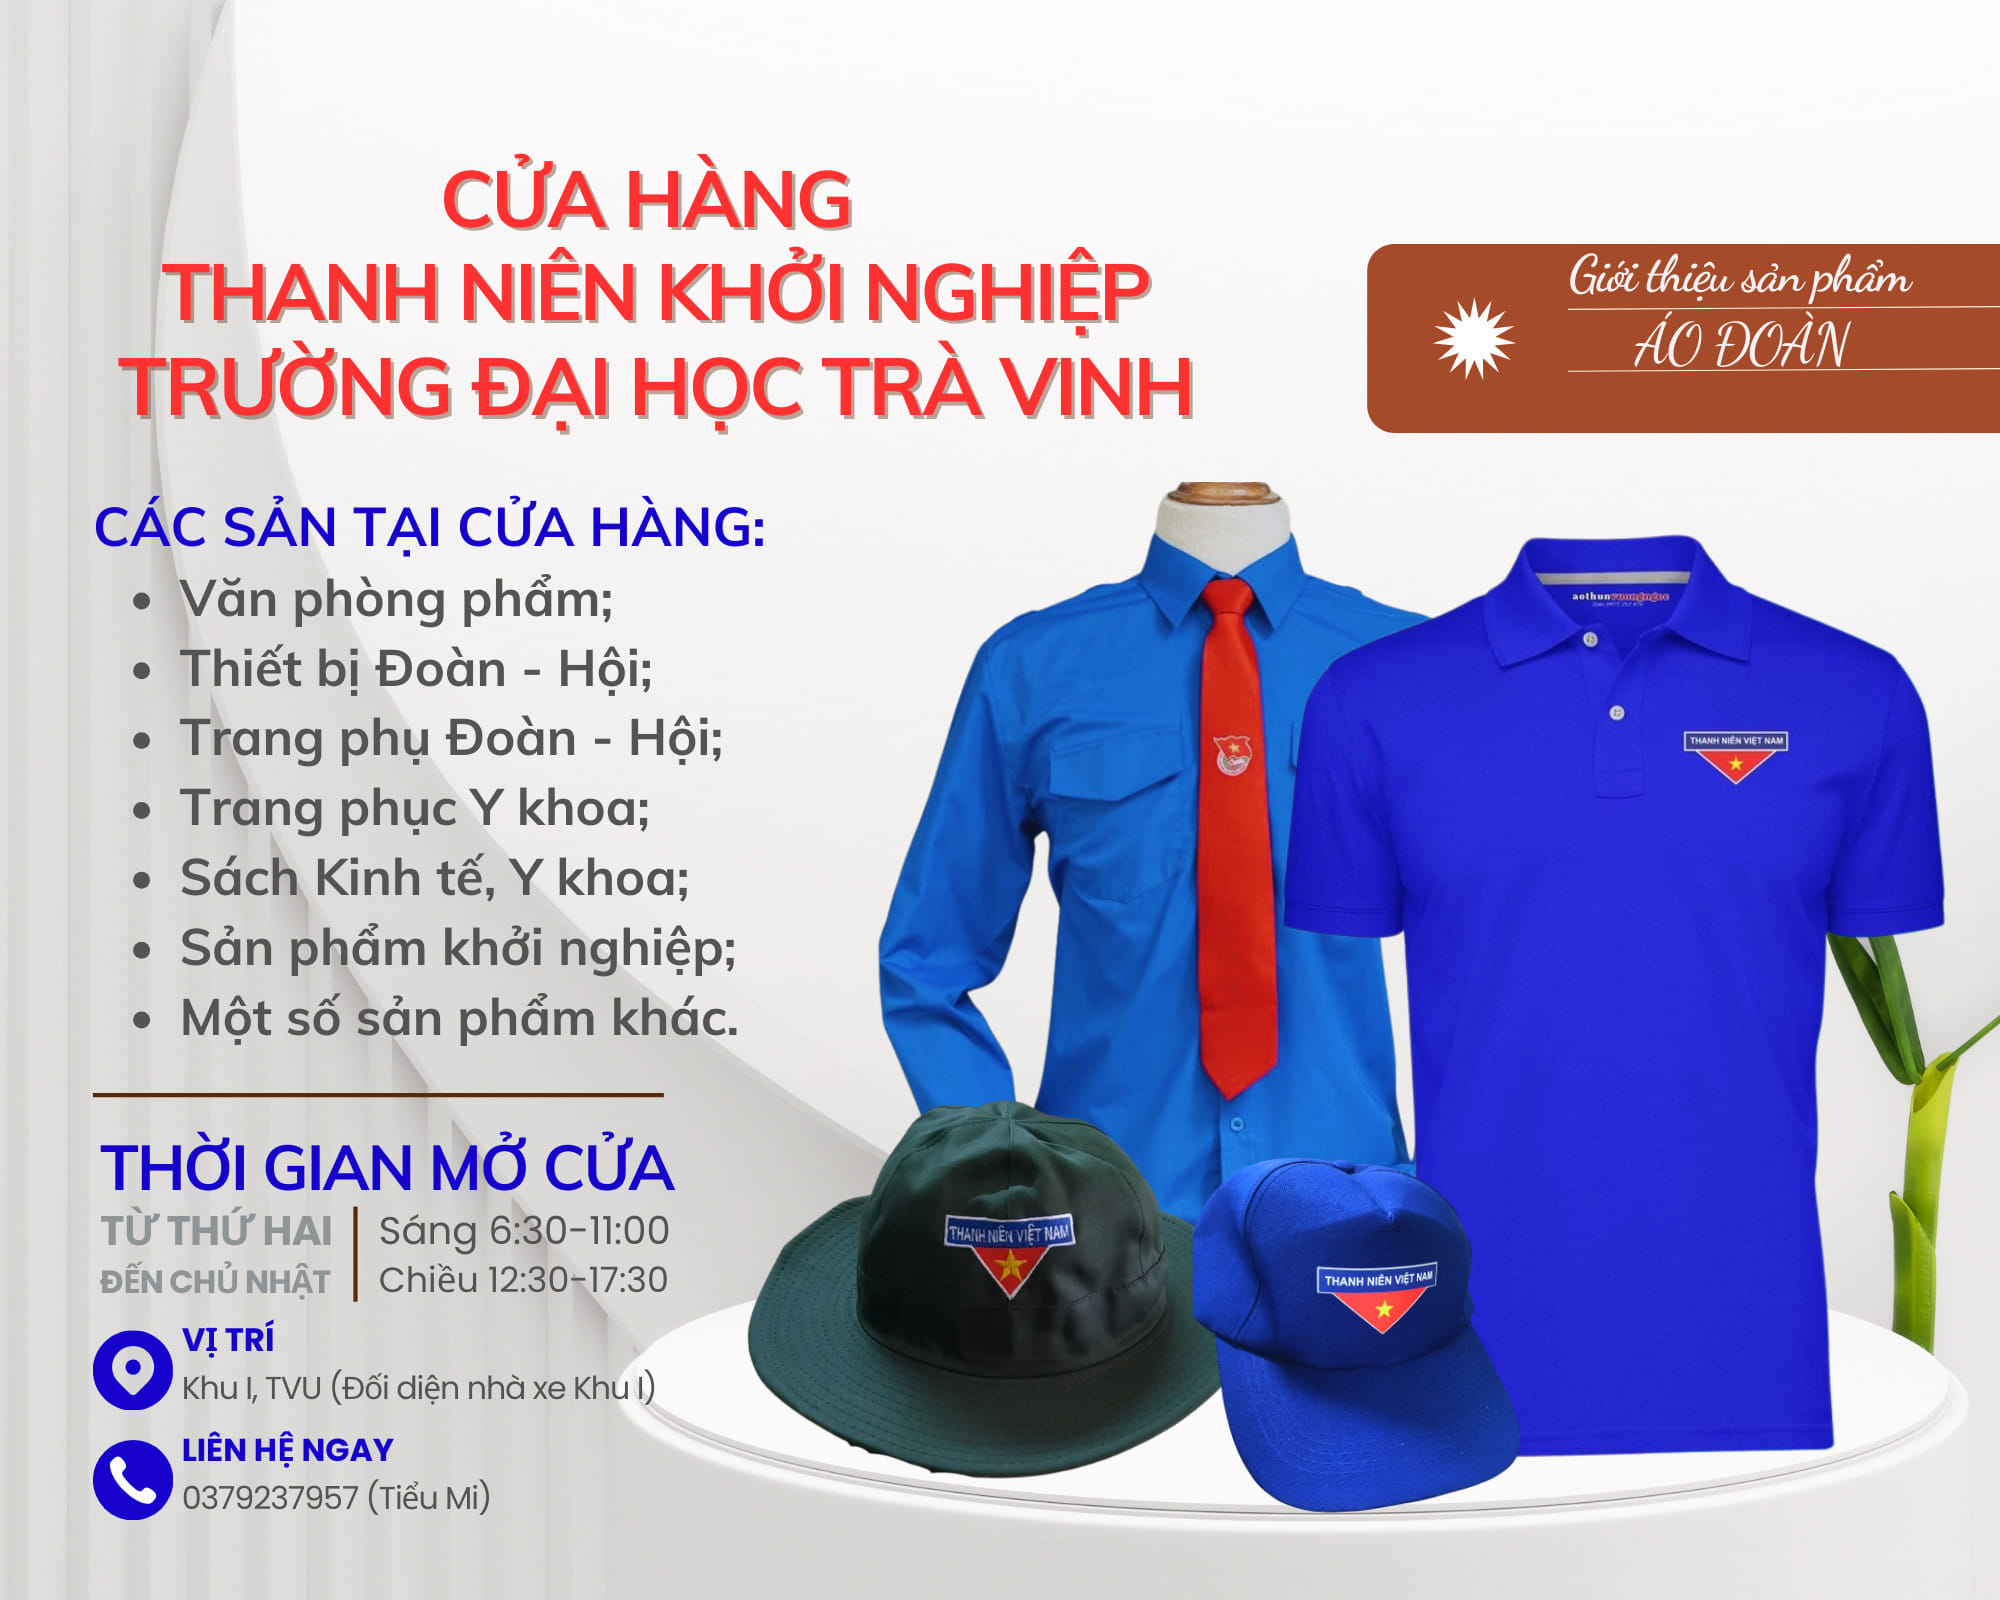 CỬA HÀNG
THANH NIÊN KHỞI NGHIỆP
TRƯỜNG ĐẠI HỌC TRÀ VINH
Giới thiệu sản phẩm
ÁO ĐOÀN
CÁC SẢN TẠI CỬA HÀNG:
• Văn phòng phẩm;
• Thiết bị Đoàn - Hội;
• Trang phụ Đoàn - Hội;
• Trang phục Y khoa;
• Sách Kinh tế, Y khoa;
• Sản phẩm khởi nghiệp;
• Một số sản phẩm khác.
THỜI GIAN MỞ CỬA
TỪ THỨ HAI
ĐẾN CHỦ NHẬT
Sáng 6:30-11:00
Chiều 12:30-17:30
VỊ TRÍ
Khu I, TVU (Đối diện nhà xe Khu I)
LIÊN HỆ NGAY
0379237957 (Tiểu Mi)
aothunvuongngoc
THANH NIÊN VIỆT NAM
THANH NIÊN VIỆT NAM
THANH NIÊN VIỆT NAM